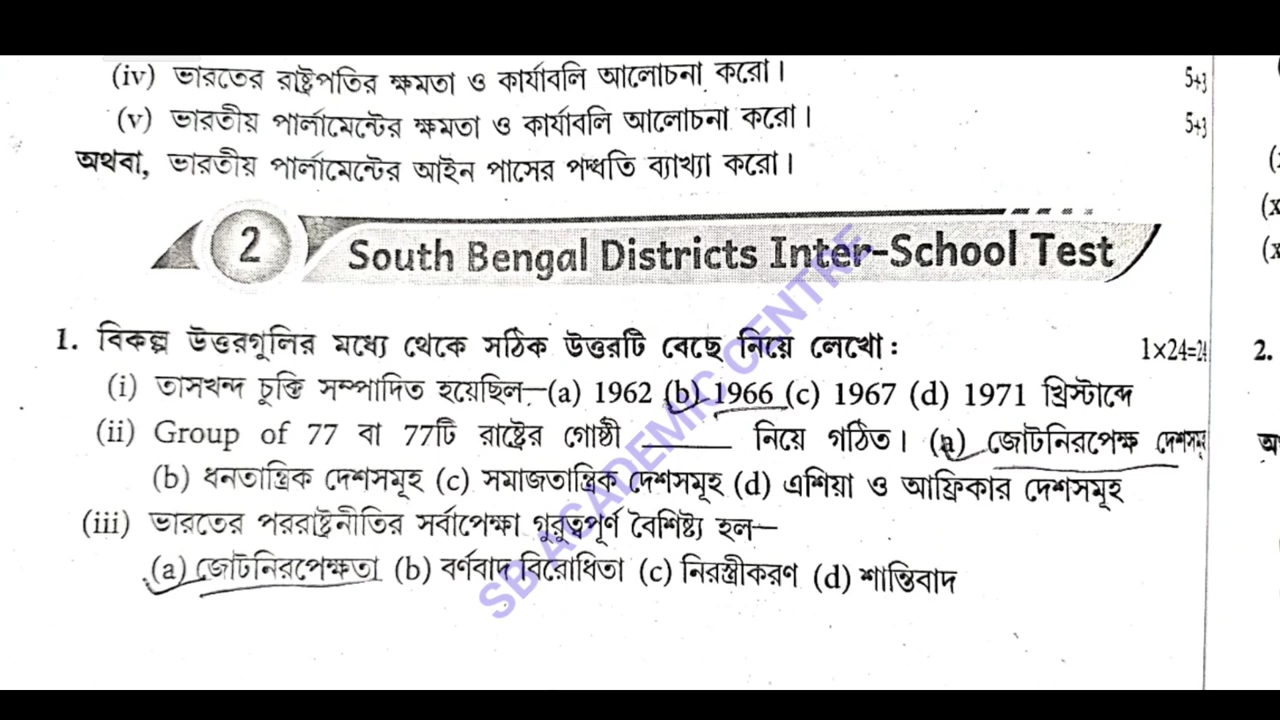 (iv) ভারতের রাষ্ট্রপতির ক্ষমতা ও কার্যাবলি আলোচনা করো। 5+3
(v) ভারতীয় পার্লামেন্টের ক্ষমতা ও কার্যাবলি আলোচনা করো। 5+3
অথবা, ভারতীয় পার্লামেন্টের আইন পাসের পদ্ধতি ব্যাখ্যা করো।
2 South Bengal Districts Inter-School Test
1. বিকল্প উত্তরগুলির মধ্যে থেকে সঠিক উত্তরটি বেছে নিয়ে লেখো : 1×24=24
(i) তাসখন্দ চুক্তি সম্পাদিত হয়েছিল—(a) 1962 (b) 1966 (c) 1967 (d) 1971 খ্রিস্টাব্দে
(ii) Group of 77 বা 77টি রাষ্ট্রের গোষ্ঠী ______ নিয়ে গঠিত। (a) জোটনিরপেক্ষ দেশসমূ
(b) ধনতান্ত্রিক দেশসমূহ (c) সমাজতান্ত্রিক দেশসমূহ (d) এশিয়া ও আফ্রিকার দেশসমূহ
(iii) ভারতের পররাষ্ট্রনীতির সর্বাপেক্ষা গুরুত্বপূর্ণ বৈশিষ্ট্য হল—
(a) জোটনিরপেক্ষতা (b) বর্ণবাদ বিরোধিতা (c) নিরস্ত্রীকরণ (d) শান্তিবাদ
SB ACADEMIC CENTRE
(x
(x
2.